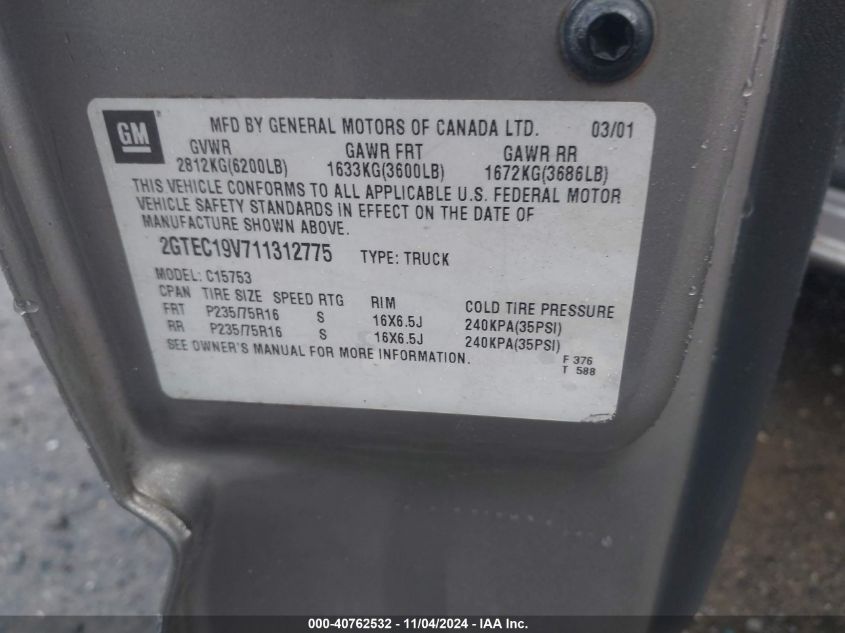 GM MFD BY GENERAL MOTORS OF CANADA LTD. 03/01
GVWR GAWR FRT GAWR RR
2812KG(6200LB) 1633KG(3600LB) 1672KG(3686LB)
THIS VEHICLE CONFORMS TO ALL APPLICABLE U.S. FEDERAL MOTOR
VEHICLE SAFETY STANDARDS IN EFFECT ON THE DATE OF
MANUFACTURE SHOWN ABOVE.
2GTEC19V711312775 TYPE: TRUCK
MODEL: C15753
CPAN TIRE SIZE SPEED RTG RIM COLD TIRE PRESSURE
FRT P235/75R16 S 16X6.5J 240KPA(35PSI)
RR P235/75R16 S 16X6.5J 240KPA(35PSI)
SEE OWNER'S MANUAL FOR MORE INFORMATION.
F 376
T 588
000-40762532 - 11/04/2024 - IAA Inc.